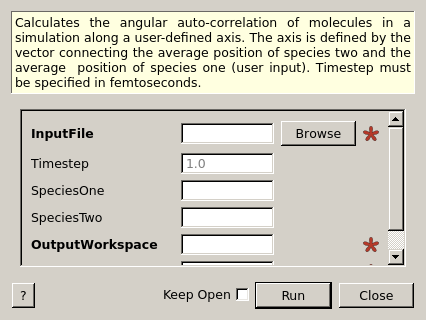 Calculates the angular auto-correlation of molecules in a
simulation along a user-defined axis. The axis is defined by the
vector connecting the average position of species two and the
average position of species one (user input). Timestep must
be specified in femtoseconds.
InputFile Browse *
Timestep 1.0
SpeciesOne
SpeciesTwo
OutputWorkspace *
? Keep Open Run Close